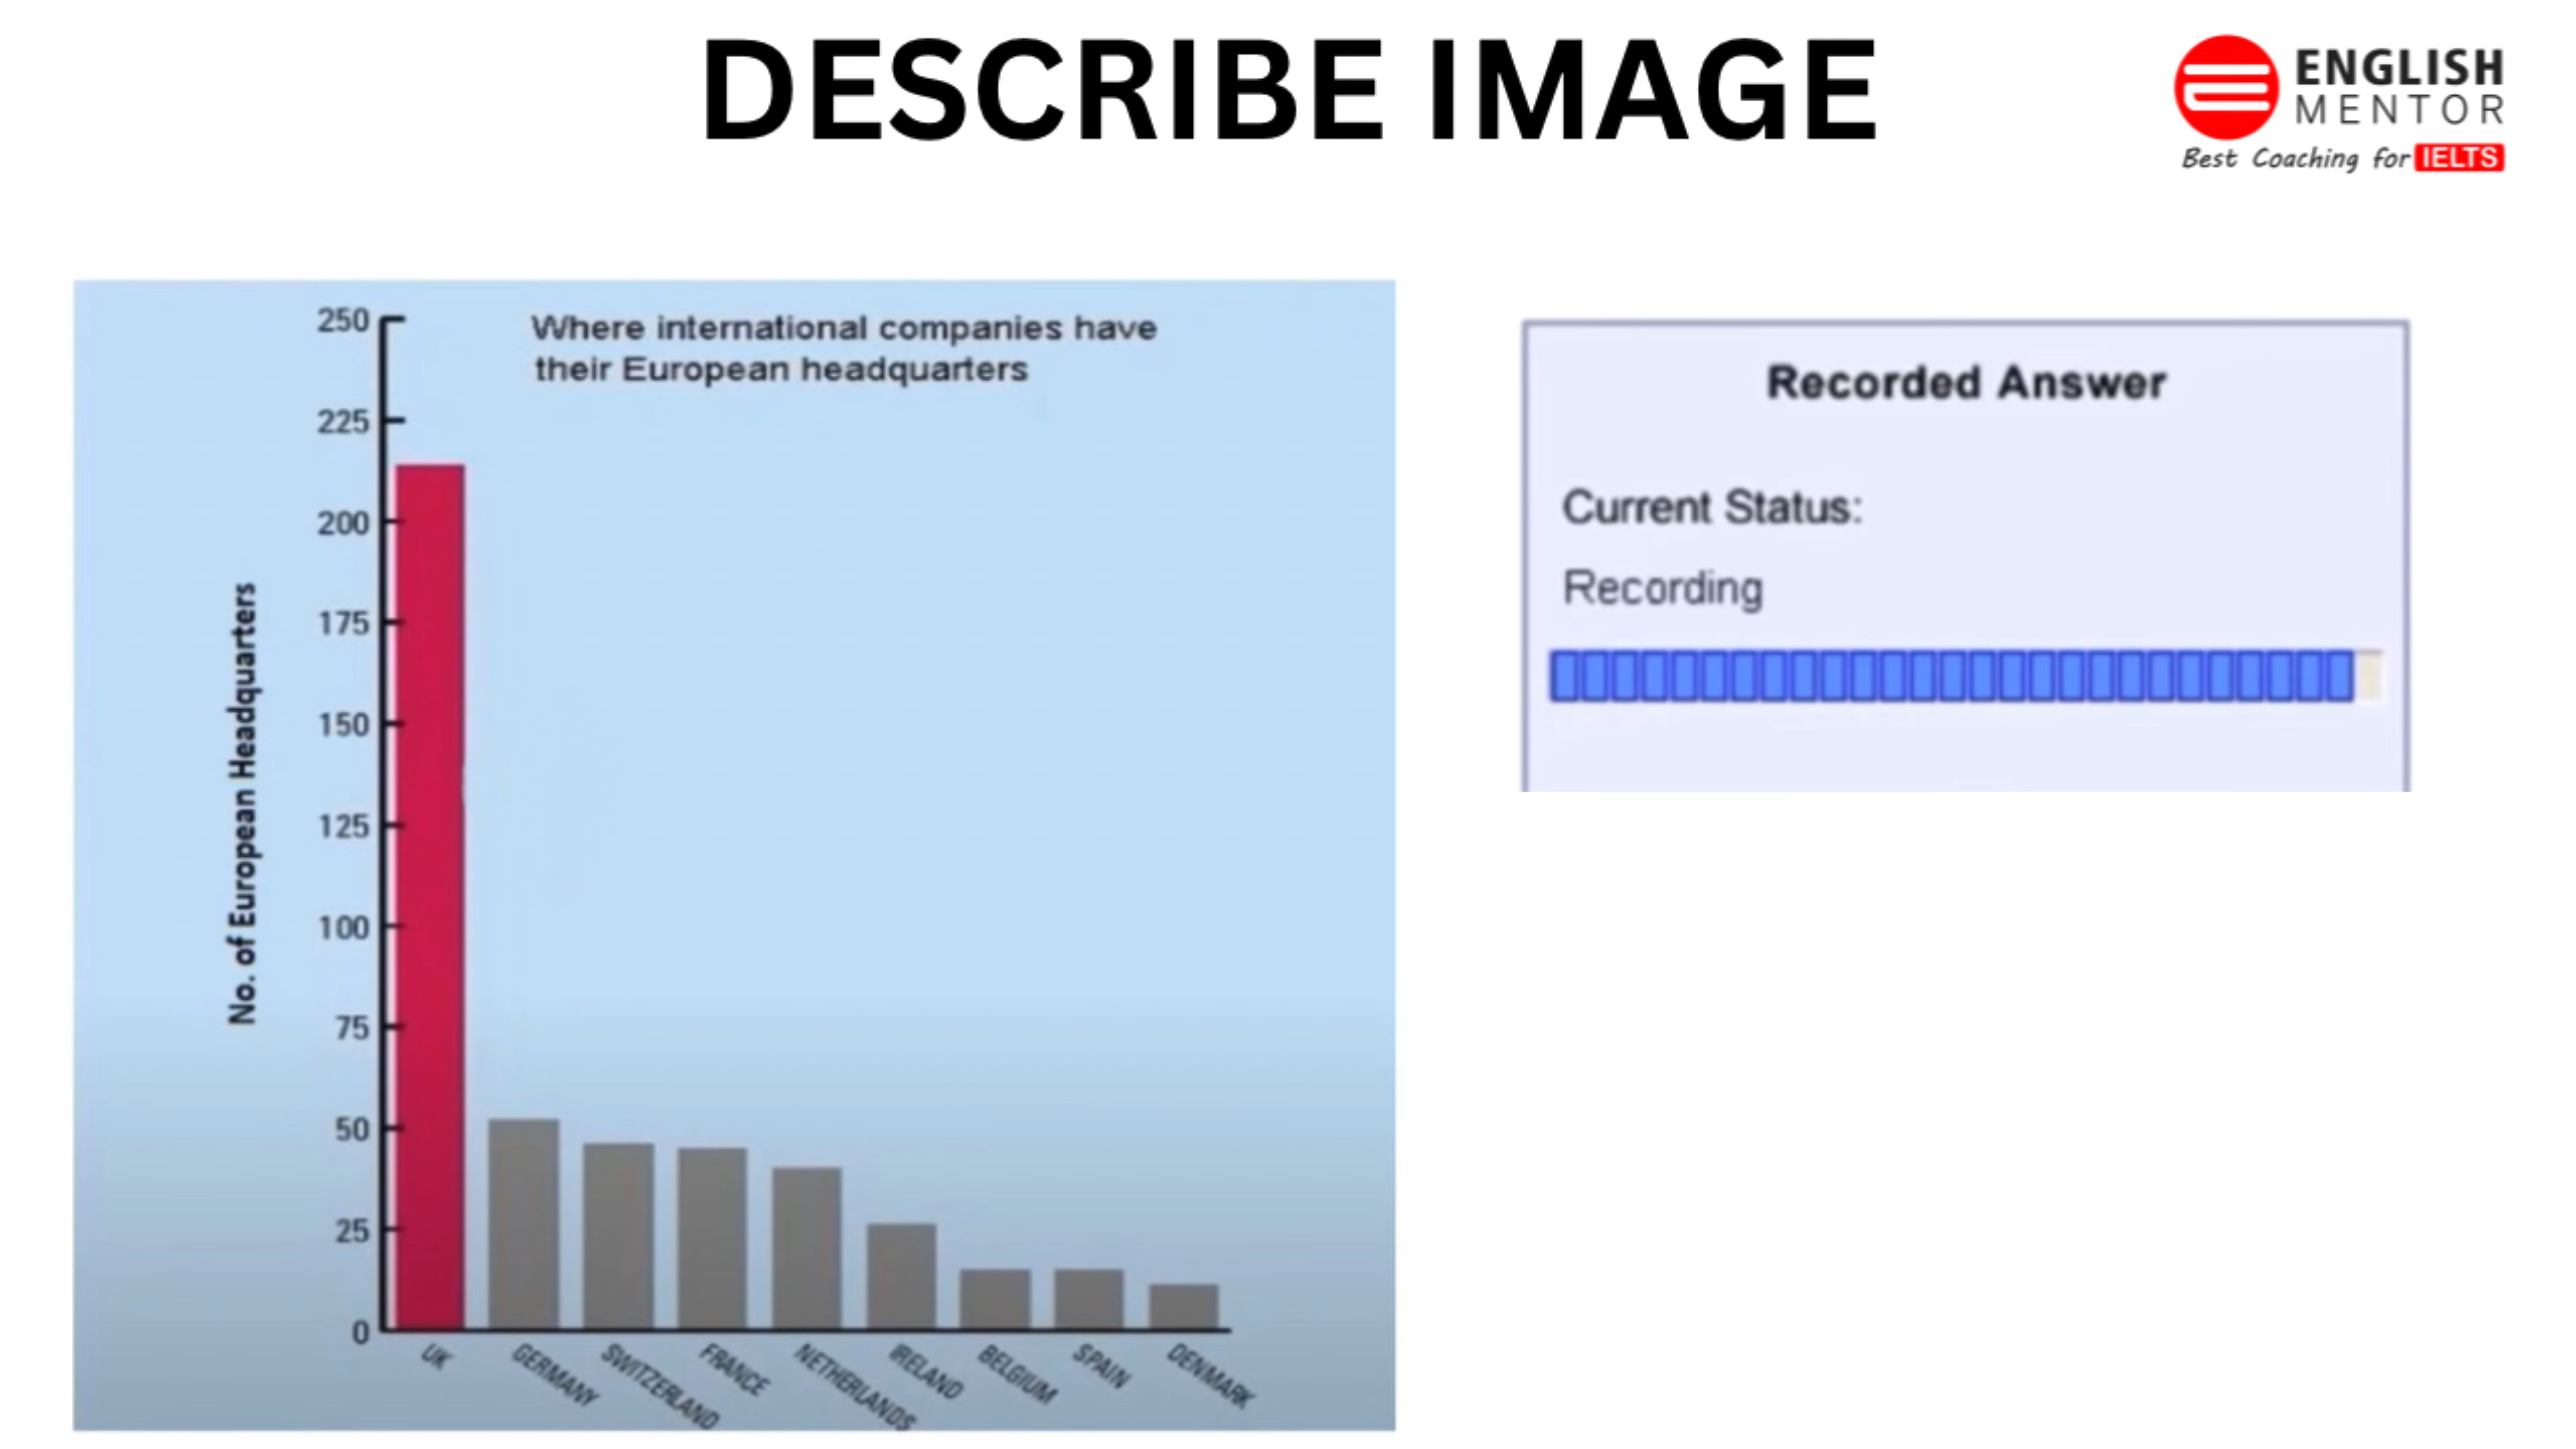 DESCRIBE IMAGE
ENGLISH
MENTOR
Best Coaching for IELTS
Where international companies have
their European headquarters
No. of European Headquarters
250
225
200
175
150
125
100
75
50
25
0
UK
GERMANY
SWITZERLAND
FRANCE
NETHERLANDS
IRELAND
BELGIUM
SPAIN
DENMARK
Recorded Answer
Current Status:
Recording